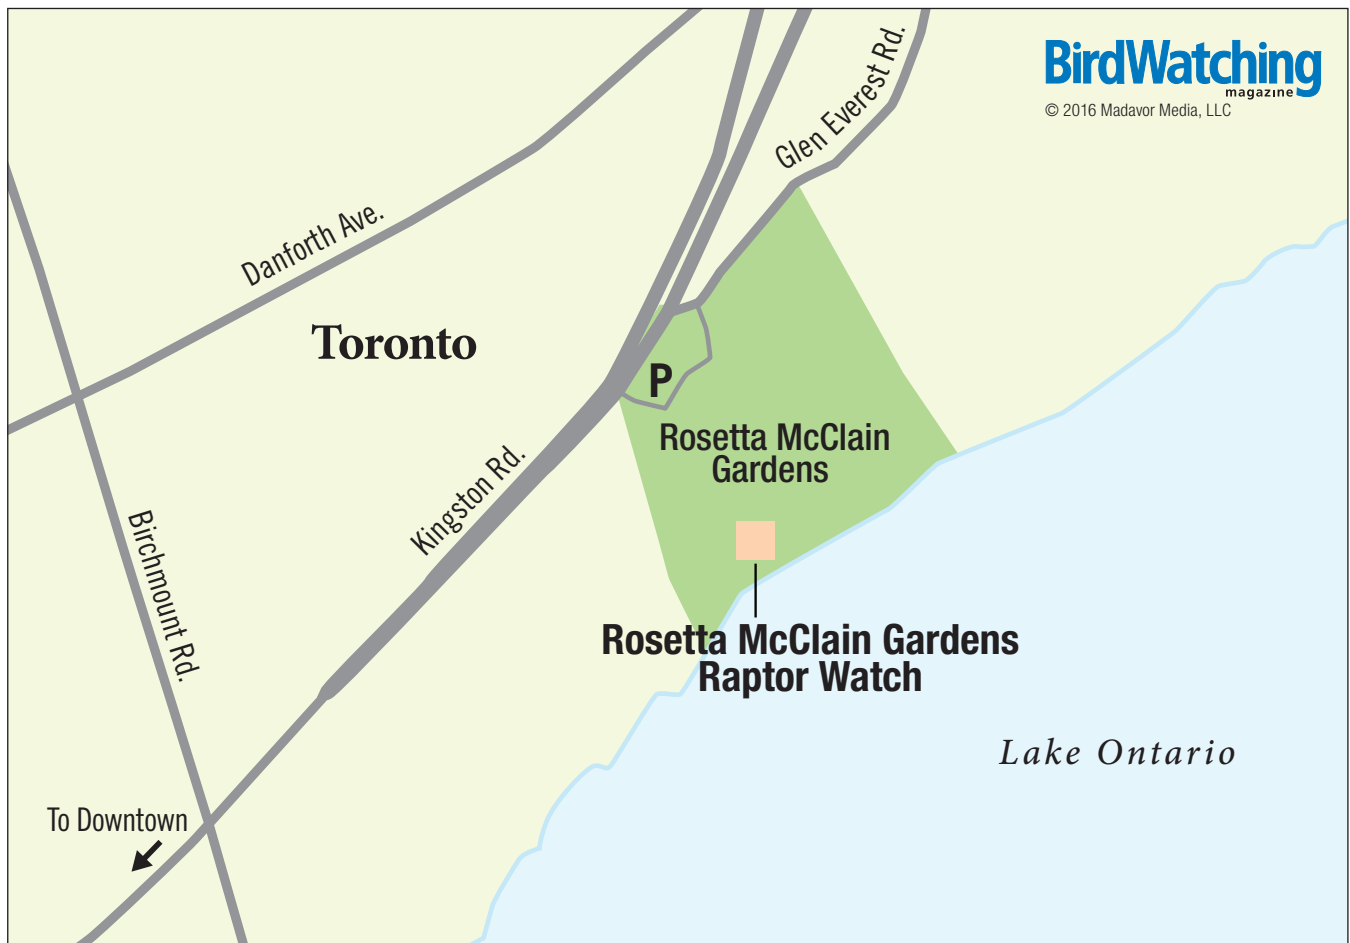 BirdWatching
magazine
© 2016 Madavor Media, LLC
Glen Everest Rd.
Danforth Ave.
Toronto
P
Rosetta McClain
Gardens
Kingston Rd.
Birchmount Rd.
Rosetta McClain Gardens
Raptor Watch
Lake Ontario
To Downtown